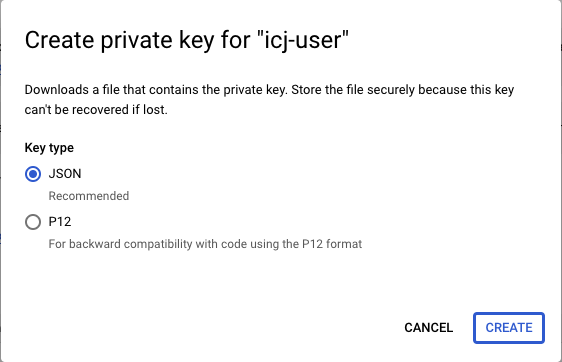 Create private key for "icj-user"
Downloads a file that contains the private key. Store the file securely because this key
can't be recovered if lost.
Key type
JSON
Recommended
P12
For backward compatibility with code using the P12 format
CANCEL
CREATE